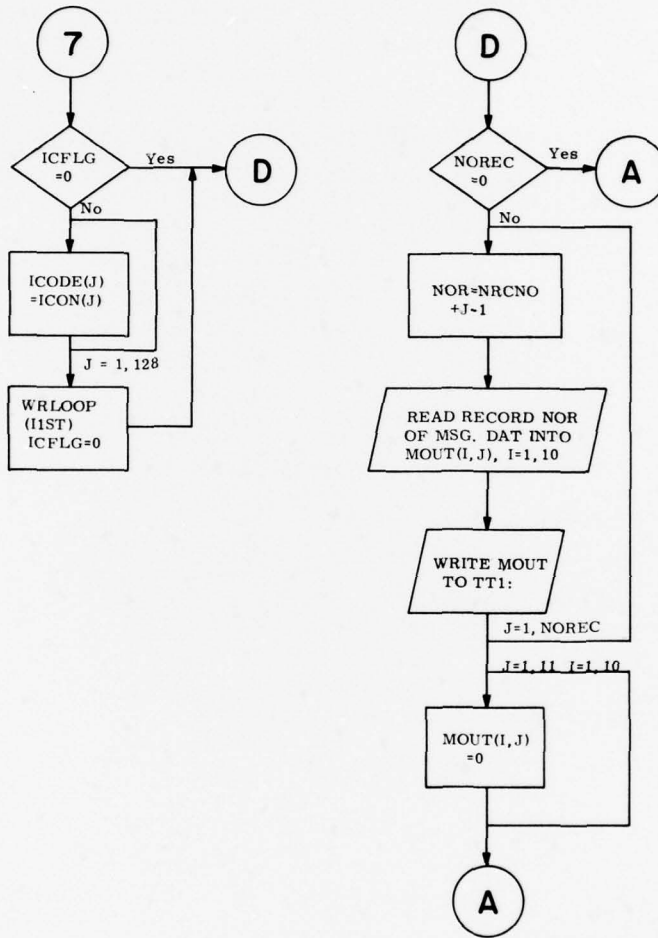 7
ICFLG
=0
Yes
D
No
ICODE(J)
=ICON(J)
J = 1, 128
WRLOOP
(I1ST)
ICFLG=0
D
NOREC
=0
Yes
A
No
NOR=NRCNO
+J-1
READ RECORD NOR
OF MSG. DAT INTO
MOUT(I,J), I=1, 10
WRITE MOUT
TO TT1:
J=1, NOREC
J=1, 11 I=1, 10
MOUT(I,J)
=0
A